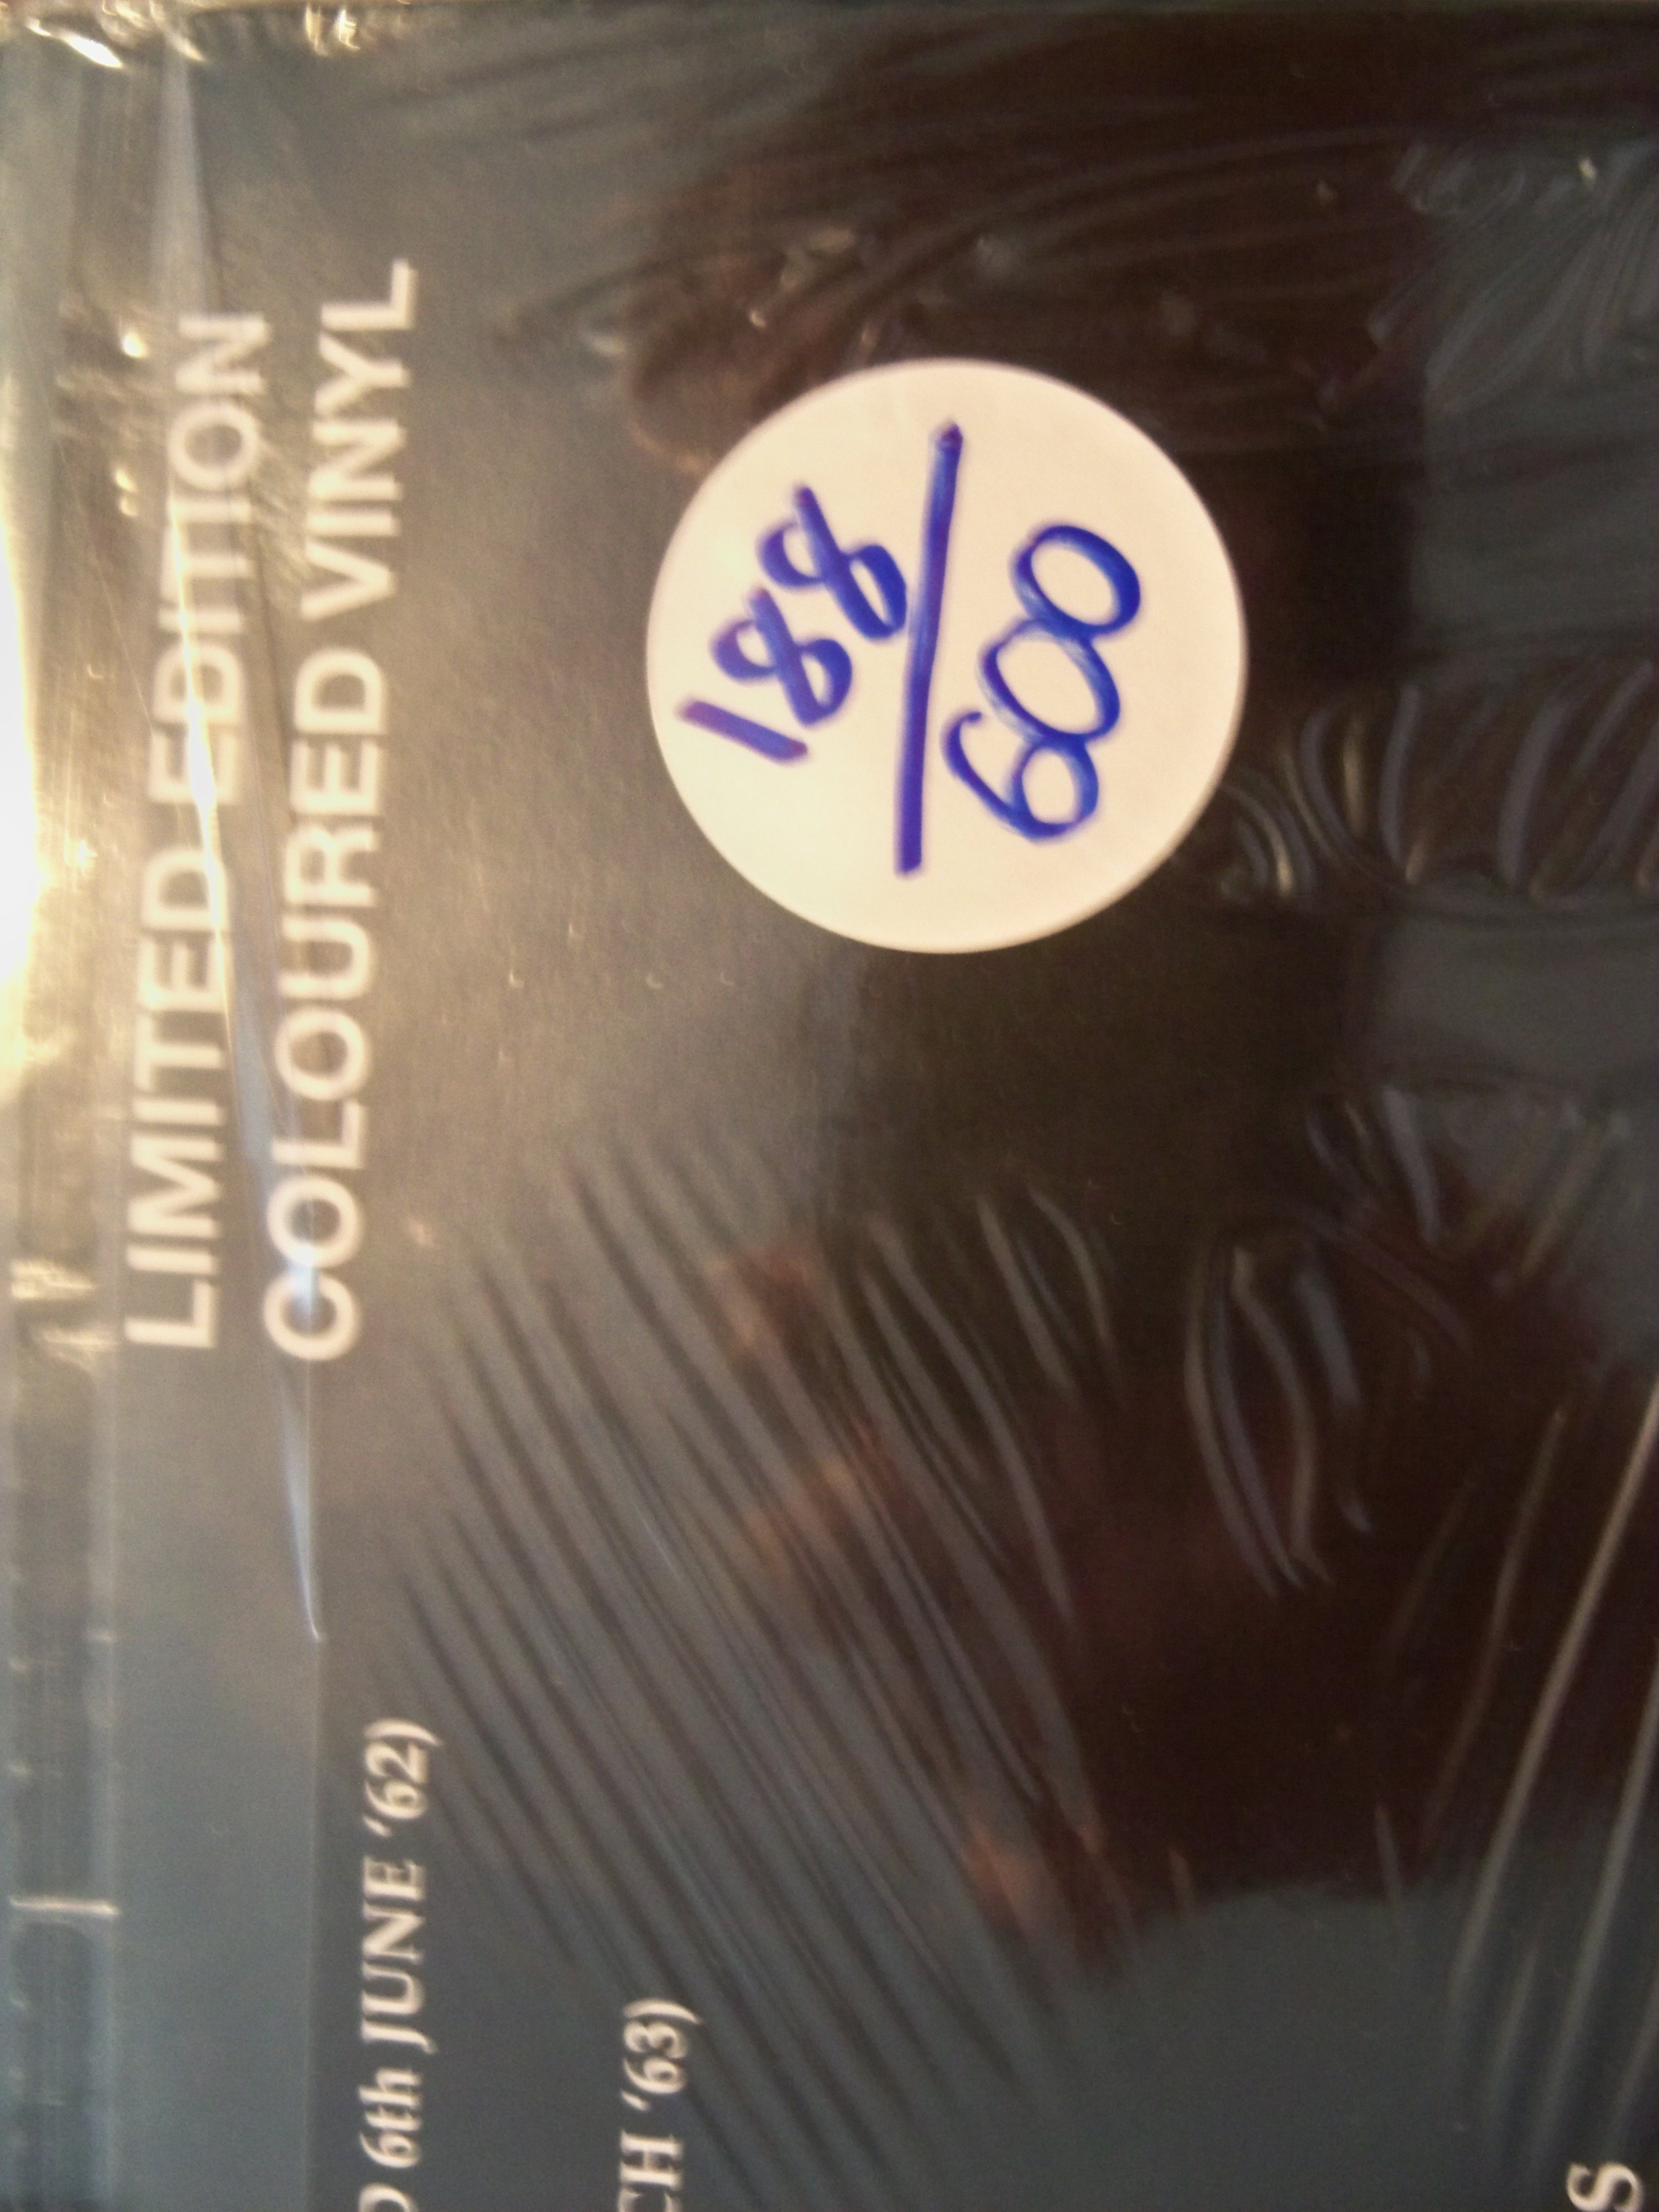 LIMITED EDITION
COLOURED VINYL
188/600
6th JUNE '62)
CH '63)
S